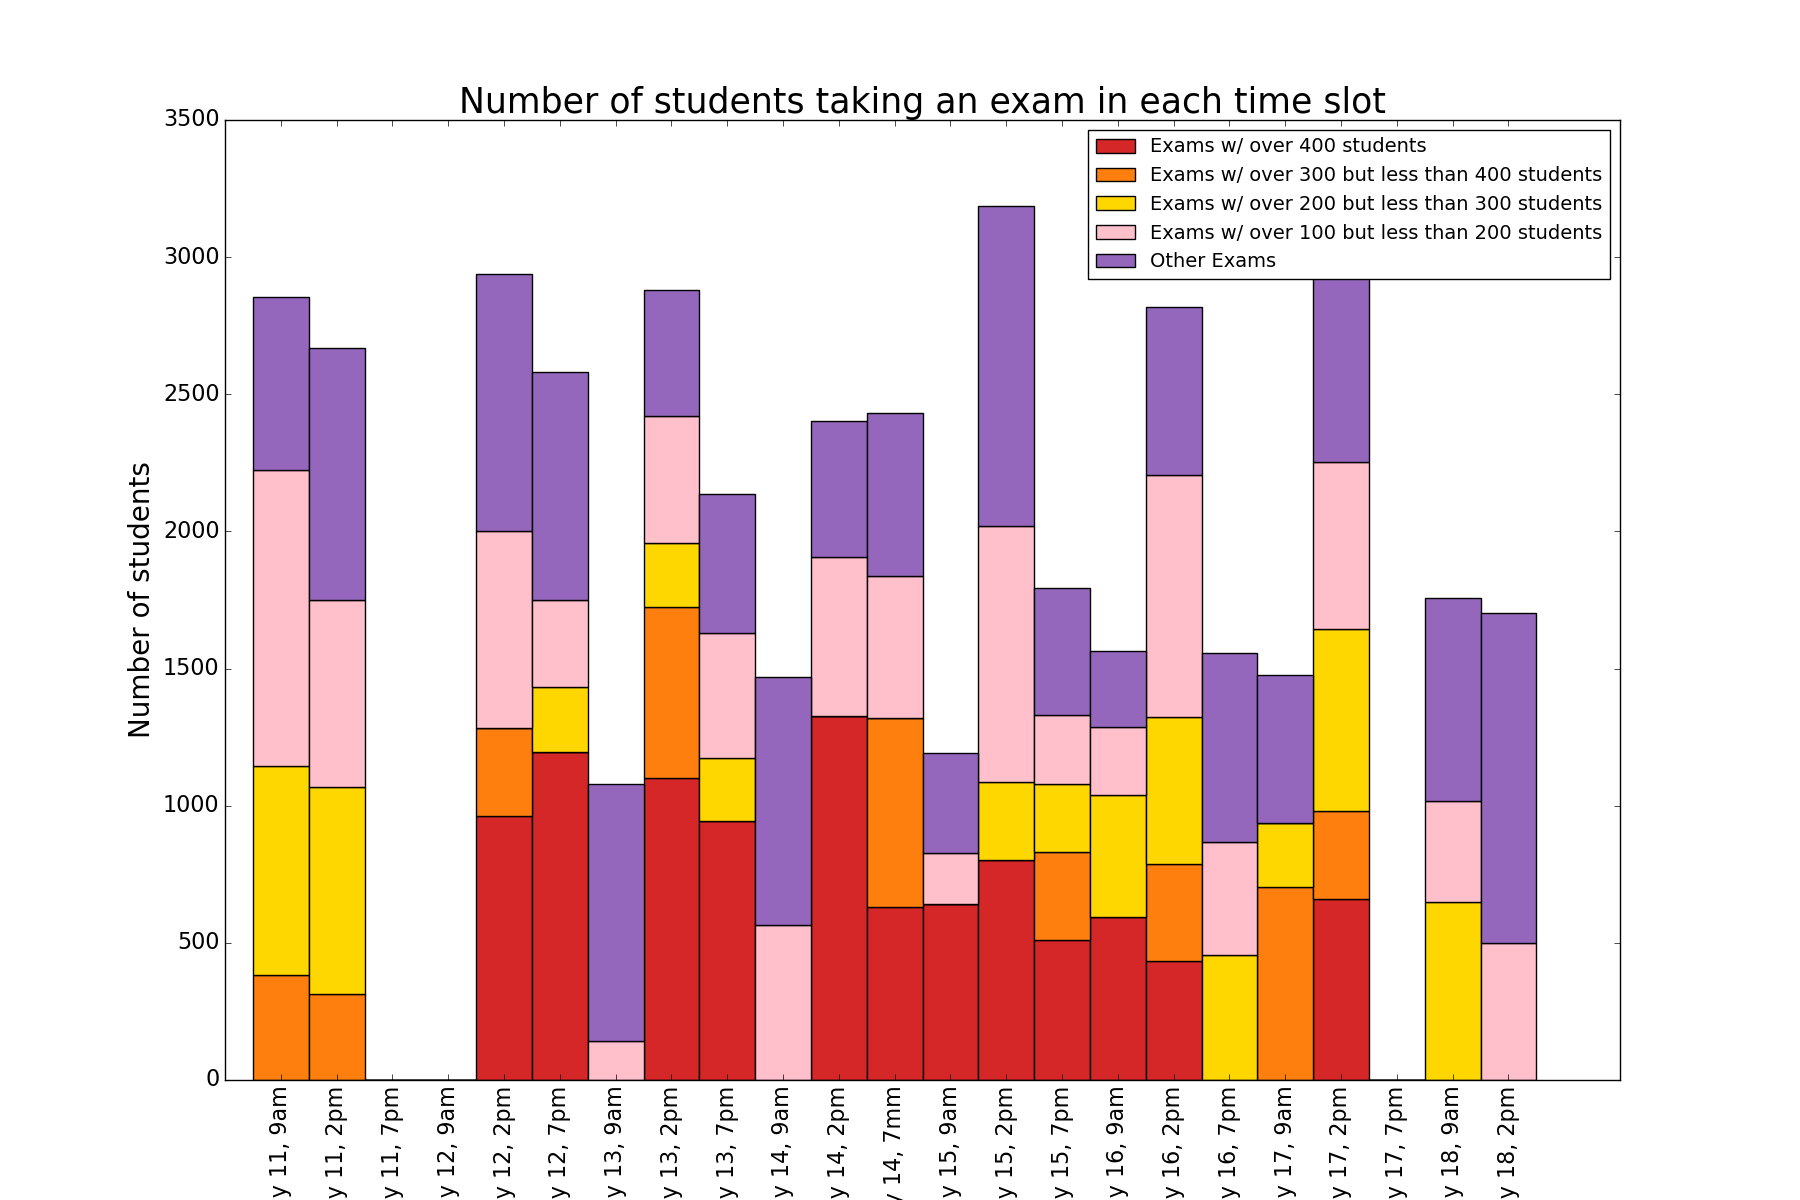 Number of students taking an exam in each time slot
3500
3000
2500
2000
1500
1000
500
0
Number of students
Exams w/ over 400 students
Exams w/ over 300 but less than 400 students
Exams w/ over 200 but less than 300 students
Exams w/ over 100 but less than 200 students
Other Exams
y 11, 9am
y 11, 2pm
y 11, 7pm
y 12, 9am
y 12, 2pm
y 12, 7pm
y 13, 9am
y 13, 2pm
y 13, 7pm
y 14, 9am
y 14, 2pm
y 14, 7mm
y 15, 9am
y 15, 2pm
y 15, 7pm
y 16, 9am
y 16, 2pm
y 16, 7pm
y 17, 9am
y 17, 2pm
y 17, 7pm
y 18, 9am
y 18, 2pm